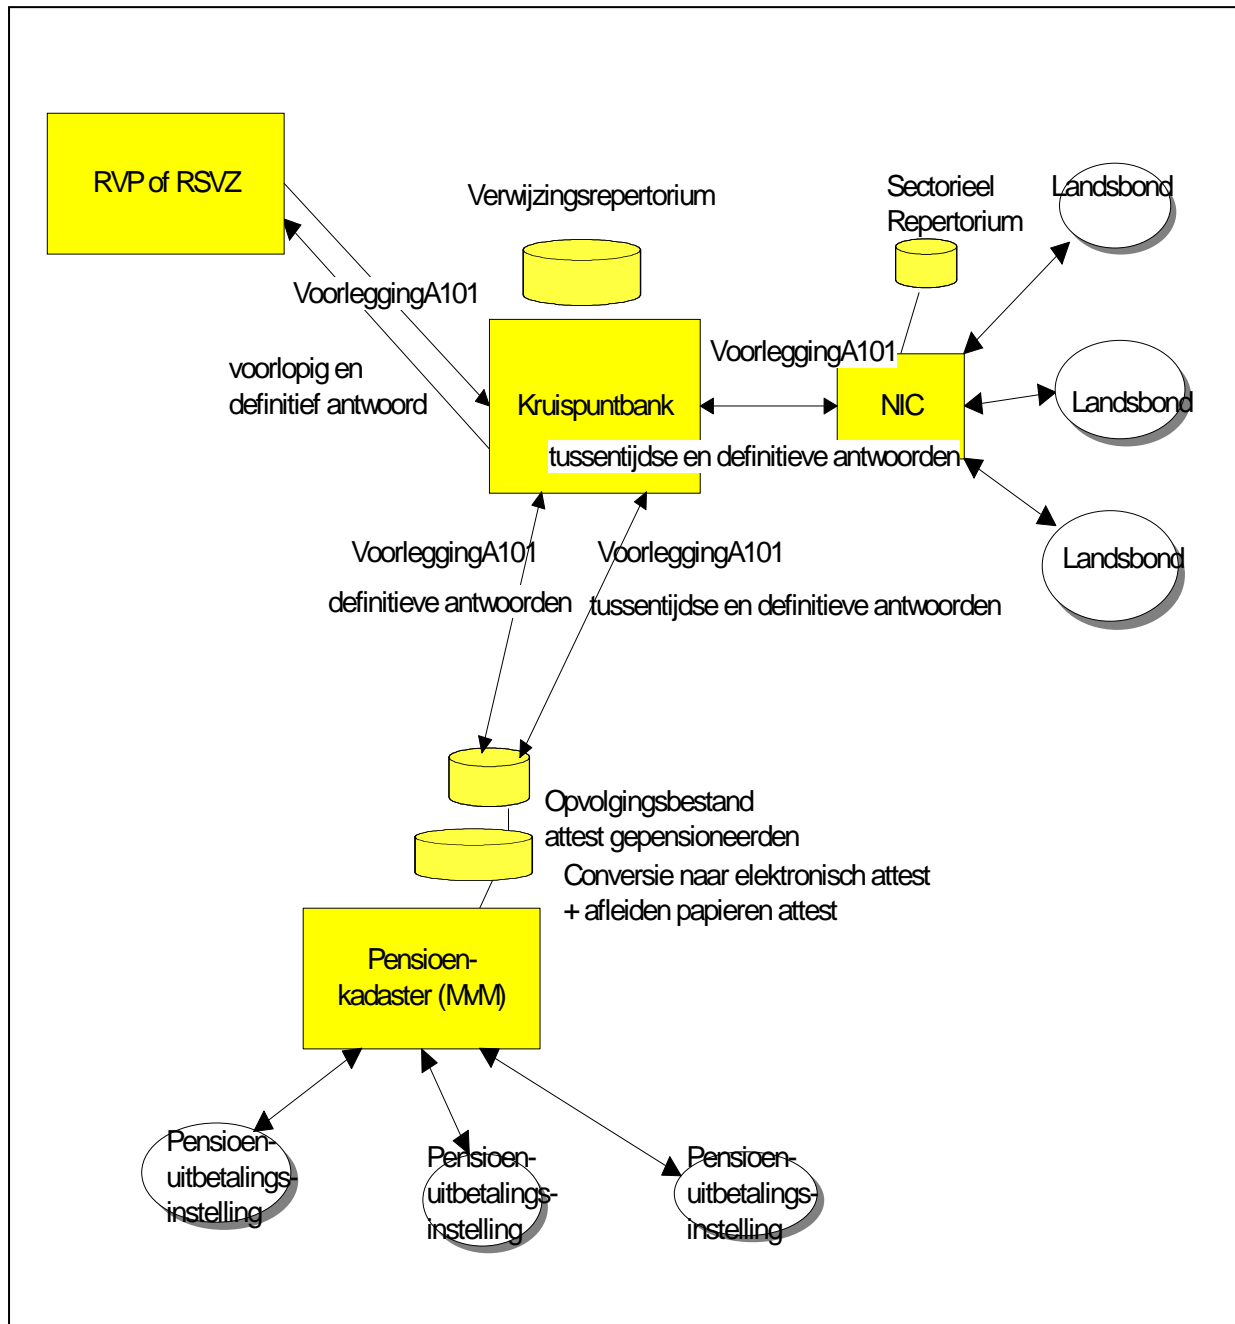 RVP of RSVZ
Verwijzingsrepertorium
Sectorieel
Repertorium
Landsbond
VoorleggingA101
VoorleggingA101
voorlopig en
definitief antwoord
Kruispuntbank
NIC
Landsbond
tussentijdse en definitieve antwoorden
Landsbond
VoorleggingA101
VoorleggingA101
definitieve antwoorden
tussentijdse en definitieve antwoorden
Opvolgingsbestand
attest gepensioneerden
Conversie naar elektronisch attest
+ afleiden papieren attest
Pensioen-
kadaster (MvM)
Pensioen-
uitbetalings-
instelling
Pensioen-
uitbetalings-
instelling
Pensioen-
uitbetalings-
instelling